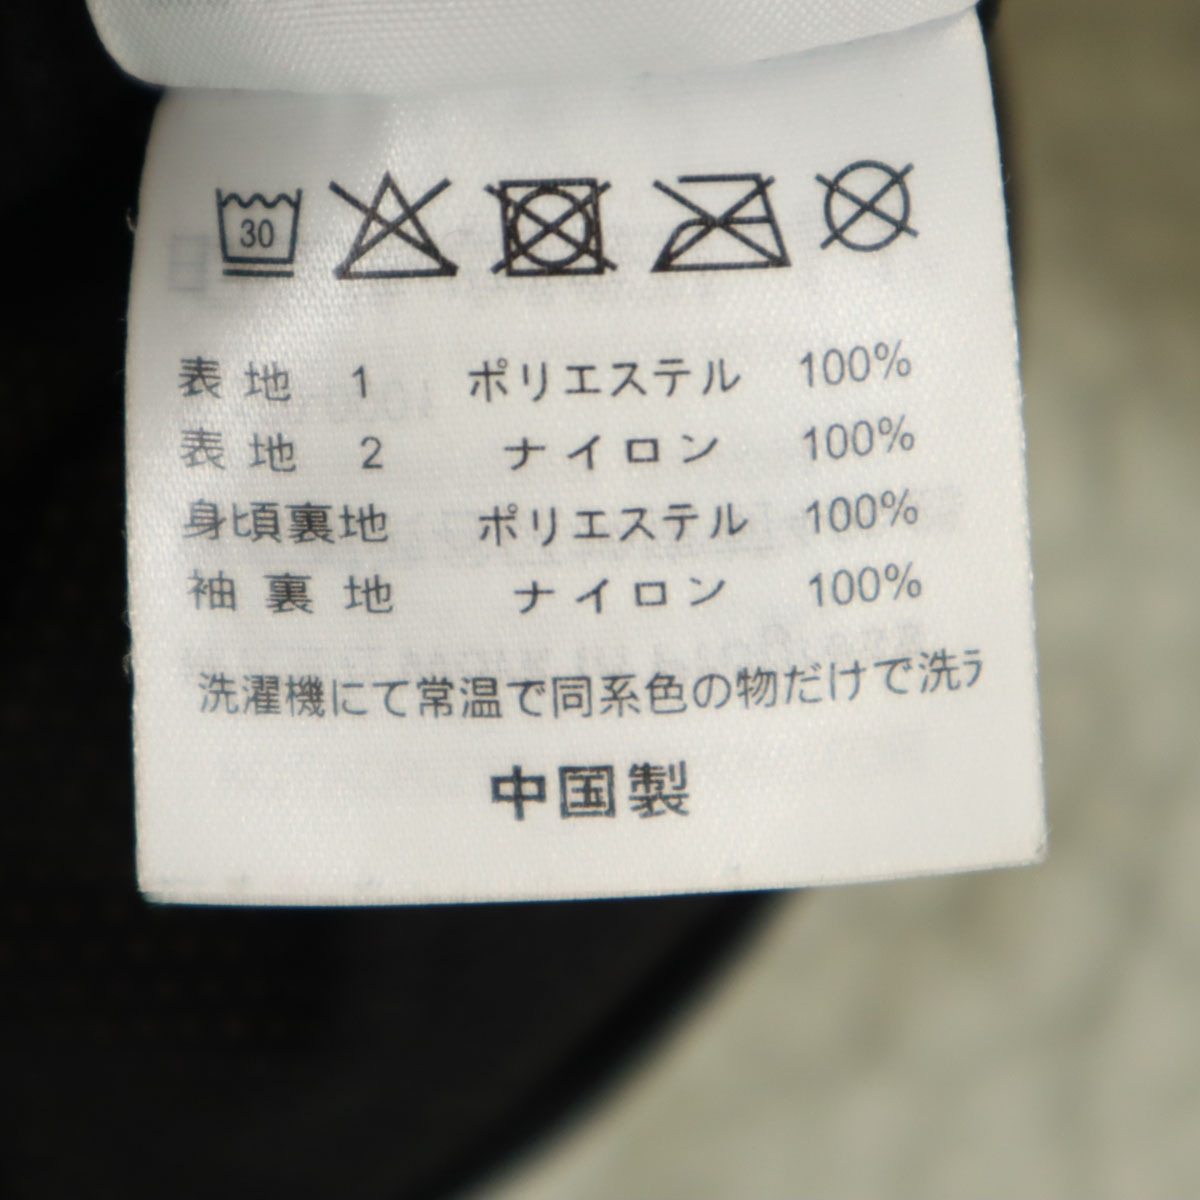 30
表地 1 ポリエステル 100%
表地 2 ナイロン 100%
身頃裏地 ポリエステル 100%
袖裏地 ナイロン 100%
洗濯機にて常温で同系色の物だけで洗う
中国製